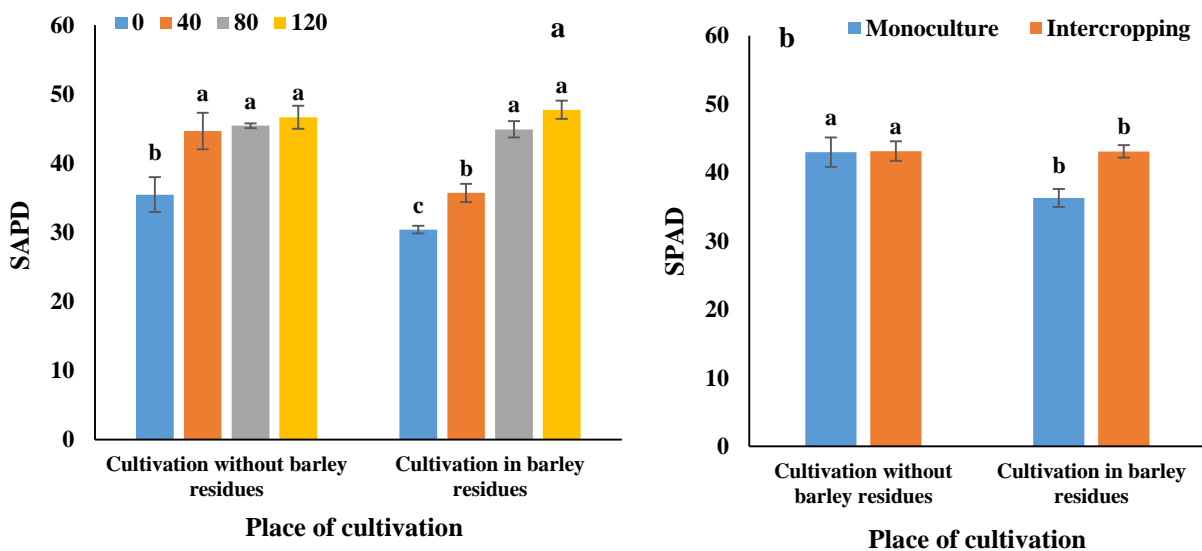 0 40 80 120
a
60
50
40
30
20
10
0
SAPD
b
a
a
a
c
b
a
a
Cultivation without barley
residues
Cultivation in barley
residues
Place of cultivation
b
Monoculture Intercropping
60
50
40
30
20
10
0
SPAD
a
a
b
b
Cultivation without
barley residues
Cultivation in barley
residues
Place of cultivation